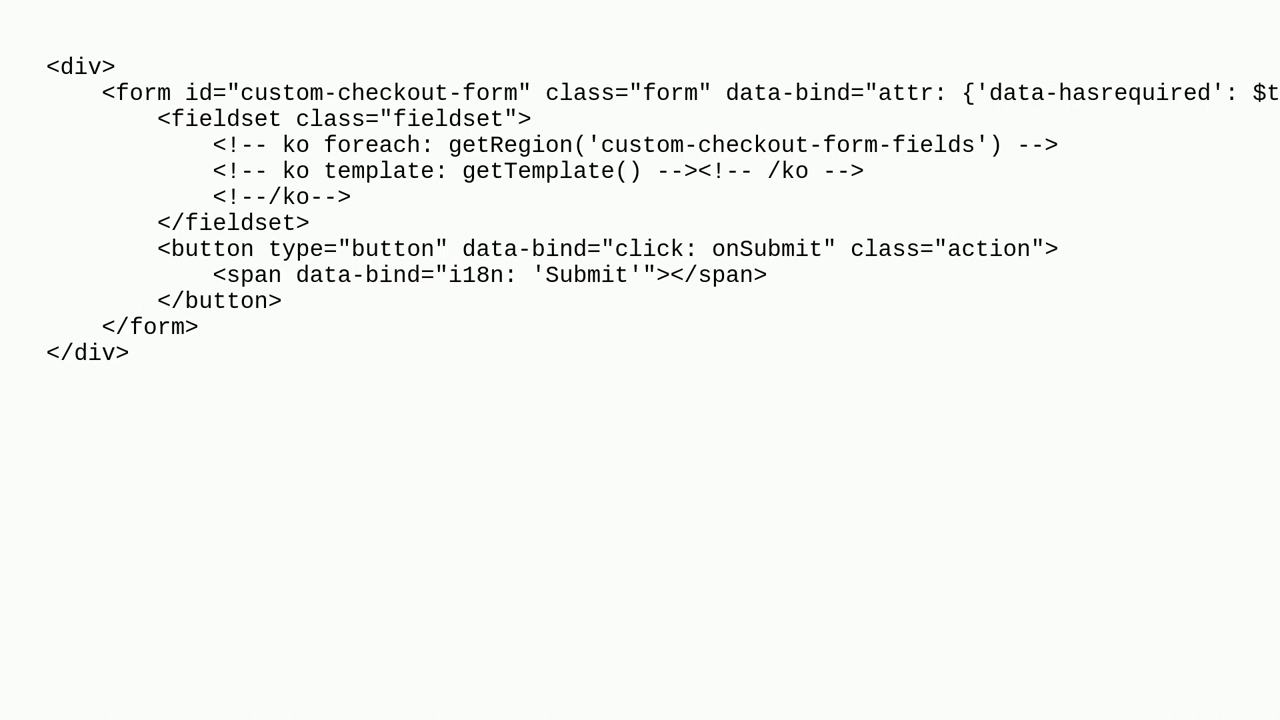 <div>
    <form id="custom-checkout-form" class="form" data-bind="attr: {'data-hasrequired': $t
        <fieldset class="fieldset">
            <!-- ko foreach: getRegion('custom-checkout-form-fields') -->
            <!-- ko template: getTemplate() --><!-- /ko -->
            <!--/ko-->
        </fieldset>
        <button type="button" data-bind="click: onSubmit" class="action">
            <span data-bind="i18n: 'Submit'"></span>
        </button>
    </form>
</div>